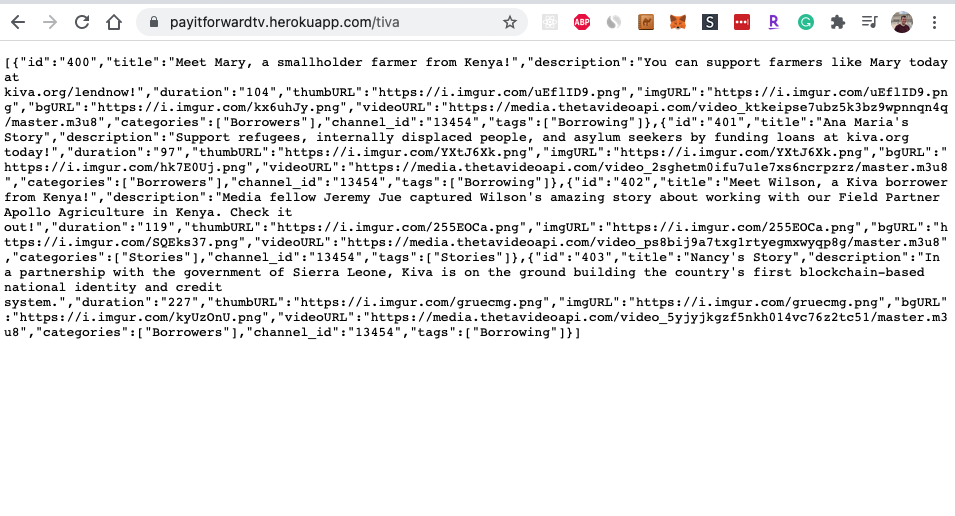 payitforwardtv.herokuapp.com/tiva
ABP
S
R
[{"id":"400","title":"Meet Mary, a smallholder farmer from Kenya!","description":"You can support farmers like Mary today
at
kiva.org/lendnow!","duration":"104","thumbURL":"https://i.imgur.com/uEflID9.png","imgURL":"https://i.imgur.com/uEflID9.pn
g","bgURL":"https://i.imgur.com/kx6uhJy.png","videoURL":"https://media.thetavideoapi.com/video_ktkeipse7ubz5k3bz9wpnnqn4q
/master.m3u8","categories":["Borrowers"],"channel_id":"13454","tags":["Borrowing"]},{"id":"401","title":"Ana Maria's
Story","description":"Support refugees, internally displaced people, and asylum seekers by funding loans at kiva.org
today!","duration":"97","thumbURL":"https://i.imgur.com/YXtJ6Xk.png","imgURL":"https://i.imgur.com/YXtJ6Xk.png","bgURL":"
https://i.imgur.com/hk7E0Uj.png","videoURL":"https://media.thetavideoapi.com/video_2sghetm0ifu7u1e7xs6ncrpzrz/master.m3u8
","categories":["Borrowers"],"channel_id":"13454","tags":["Borrowing"]},{"id":"402","title":"Meet Wilson, a Kiva borrower
from Kenya!","description":"Media fellow Jeremy Jue captured Wilson's amazing story about working with our Field Partner
Apollo Agriculture in Kenya. Check it
out!","duration":"119","thumbURL":"https://i.imgur.com/255EOCa.png","imgURL":"https://i.imgur.com/255EOCa.png","bgURL":"h
ttps://i.imgur.com/SQEks37.png","videoURL":"https://media.thetavideoapi.com/video_ps8bij9a7txg1rtyegmxwyqp8g/master.m3u8"
,"categories":["Stories"],"channel_id":"13454","tags":["Stories"]},{"id":"403","title":"Nancy's Story","description":"In
a partnership with the government of Sierra Leone, Kiva is on the ground building the country's first blockchain-based
national identity and credit
system.","duration":"227","thumbURL":"https://i.imgur.com/gruecmg.png","imgURL":"https://i.imgur.com/gruecmg.png","bgURL"
:"https://i.imgur.com/kyUzOnU.png","videoURL":"https://media.thetavideoapi.com/video_5yjyjkgzf5nkh014vc76z2tc51/master.m3
u8","categories":["Borrowers"],"channel_id":"13454","tags":["Borrowing"]}]